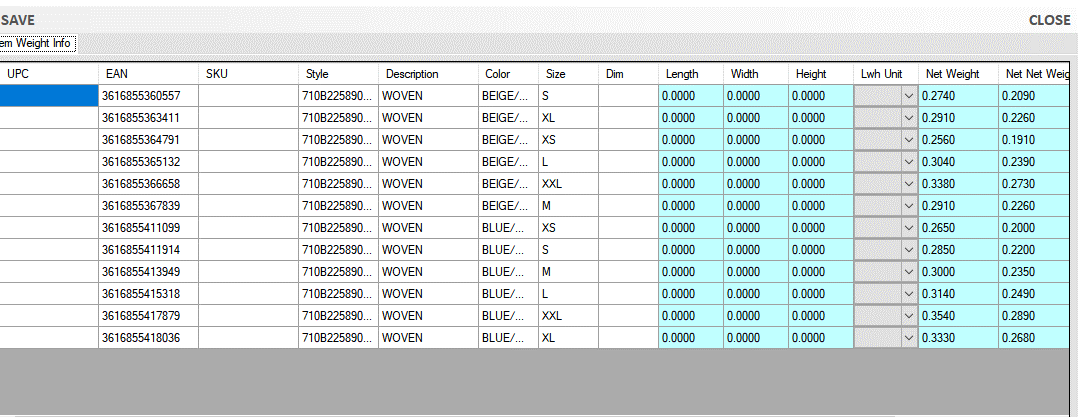 SAVE CLOSE
em Weight Info
UPC EAN SKU Style Description Color Size Dim Length Width Height Lwh Unit Net Weight Net Net Weig
3616855360557 710B225890... WOVEN BEIGE/... S 0.0000 0.0000 0.0000 0.2740 0.2090
3616855363411 710B225890... WOVEN BEIGE/... XL 0.0000 0.0000 0.0000 0.2910 0.2260
3616855364791 710B225890... WOVEN BEIGE/... XS 0.0000 0.0000 0.0000 0.2560 0.1910
3616855365132 710B225890... WOVEN BEIGE/... L 0.0000 0.0000 0.0000 0.3040 0.2390
3616855366658 710B225890... WOVEN BEIGE/... XXL 0.0000 0.0000 0.0000 0.3380 0.2730
3616855367839 710B225890... WOVEN BEIGE/... M 0.0000 0.0000 0.0000 0.2910 0.2260
3616855411099 710B225890... WOVEN BLUE/... XS 0.0000 0.0000 0.0000 0.2650 0.2000
3616855411914 710B225890... WOVEN BLUE/... S 0.0000 0.0000 0.0000 0.2850 0.2200
3616855413949 710B225890... WOVEN BLUE/... M 0.0000 0.0000 0.0000 0.3000 0.2350
3616855415318 710B225890... WOVEN BLUE/... L 0.0000 0.0000 0.0000 0.3140 0.2490
3616855417879 710B225890... WOVEN BLUE/... XXL 0.0000 0.0000 0.0000 0.3540 0.2890
3616855418036 710B225890... WOVEN BLUE/... XL 0.0000 0.0000 0.0000 0.3330 0.2680